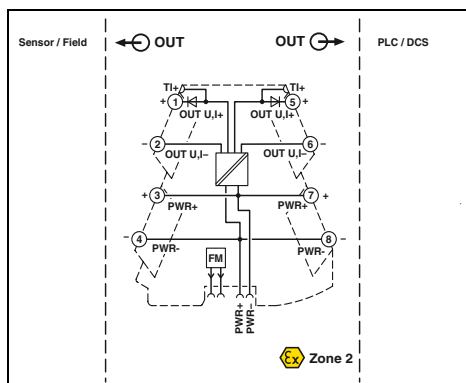 Sensor / Field
OUT
OUT
PLC / DCS
TI+
TI+
+ 1
5 +
OUT U,I+
OUT U,I+
– 2
6 –
OUT U,I–
OUT U,I–
+ 3
7 +
PWR+
PWR+
– 4
8 –
PWR-
PWR-
FM
PWR+
PWR–
Ex Zone 2